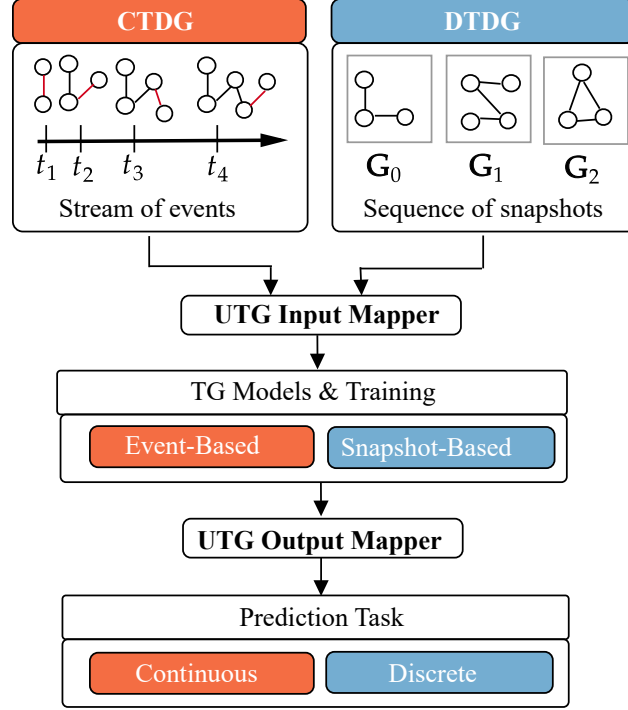 CTDG
DTDG
t1 t2 t3 t4
G0 G1 G2
Stream of events
Sequence of snapshots
UTG Input Mapper
TG Models & Training
Event-Based
Snapshot-Based
UTG Output Mapper
Prediction Task
Continuous
Discrete